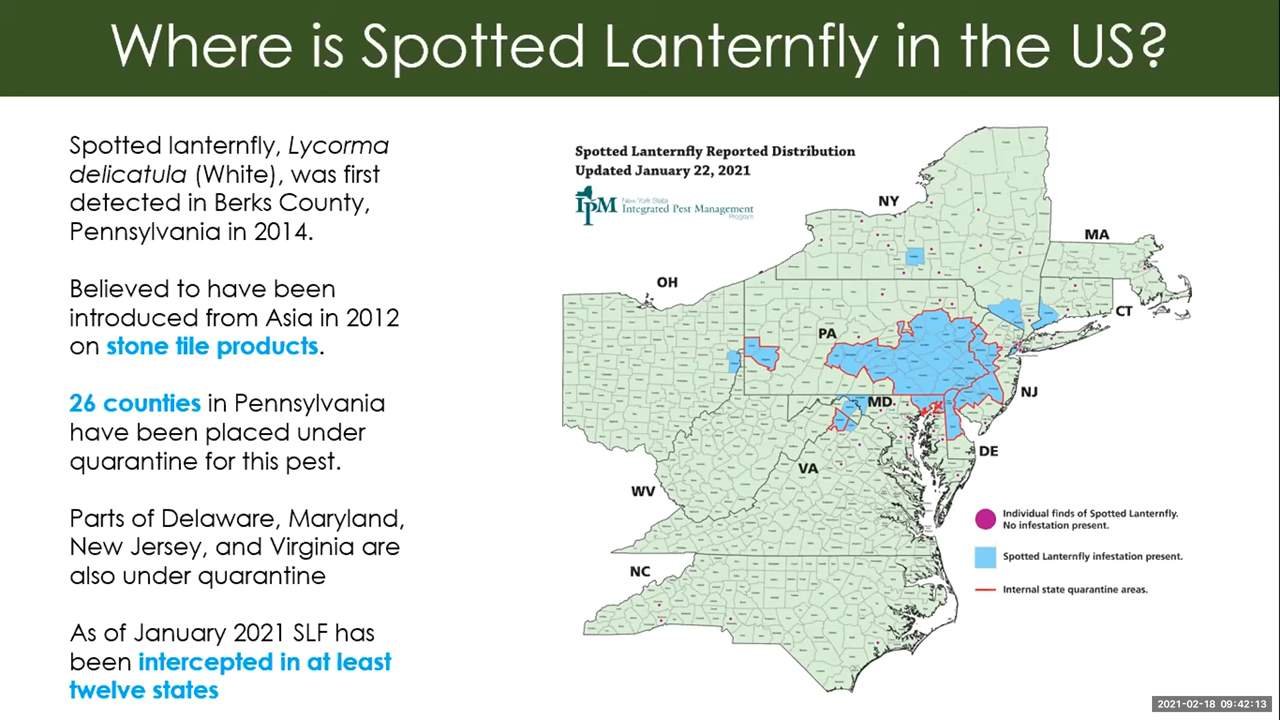 Where is Spotted Lanternfly in the US?
Spotted lanternfly, Lycorma
delicatula (White), was first
detected in Berks County,
Pennsylvania in 2014.
Believed to have been
introduced from Asia in 2012
on stone tile products.
26 counties in Pennsylvania
have been placed under
quarantine for this pest.
Parts of Delaware, Maryland,
New Jersey, and Virginia are
also under quarantine
As of January 2021 SLF has
been intercepted in at least
twelve states
Spotted Lanternfly Reported Distribution
Updated January 22, 2021
IPM
New York State
Integrated Pest Management
Program
NY
MA
OH
CT
PA
NJ
MD
DE
VA
WV
NC
Individual finds of Spotted Lanternfly.
No infestation present.
Spotted Lanternfly infestation present.
Internal state quarantine areas.
2021-02-18 09:42:13